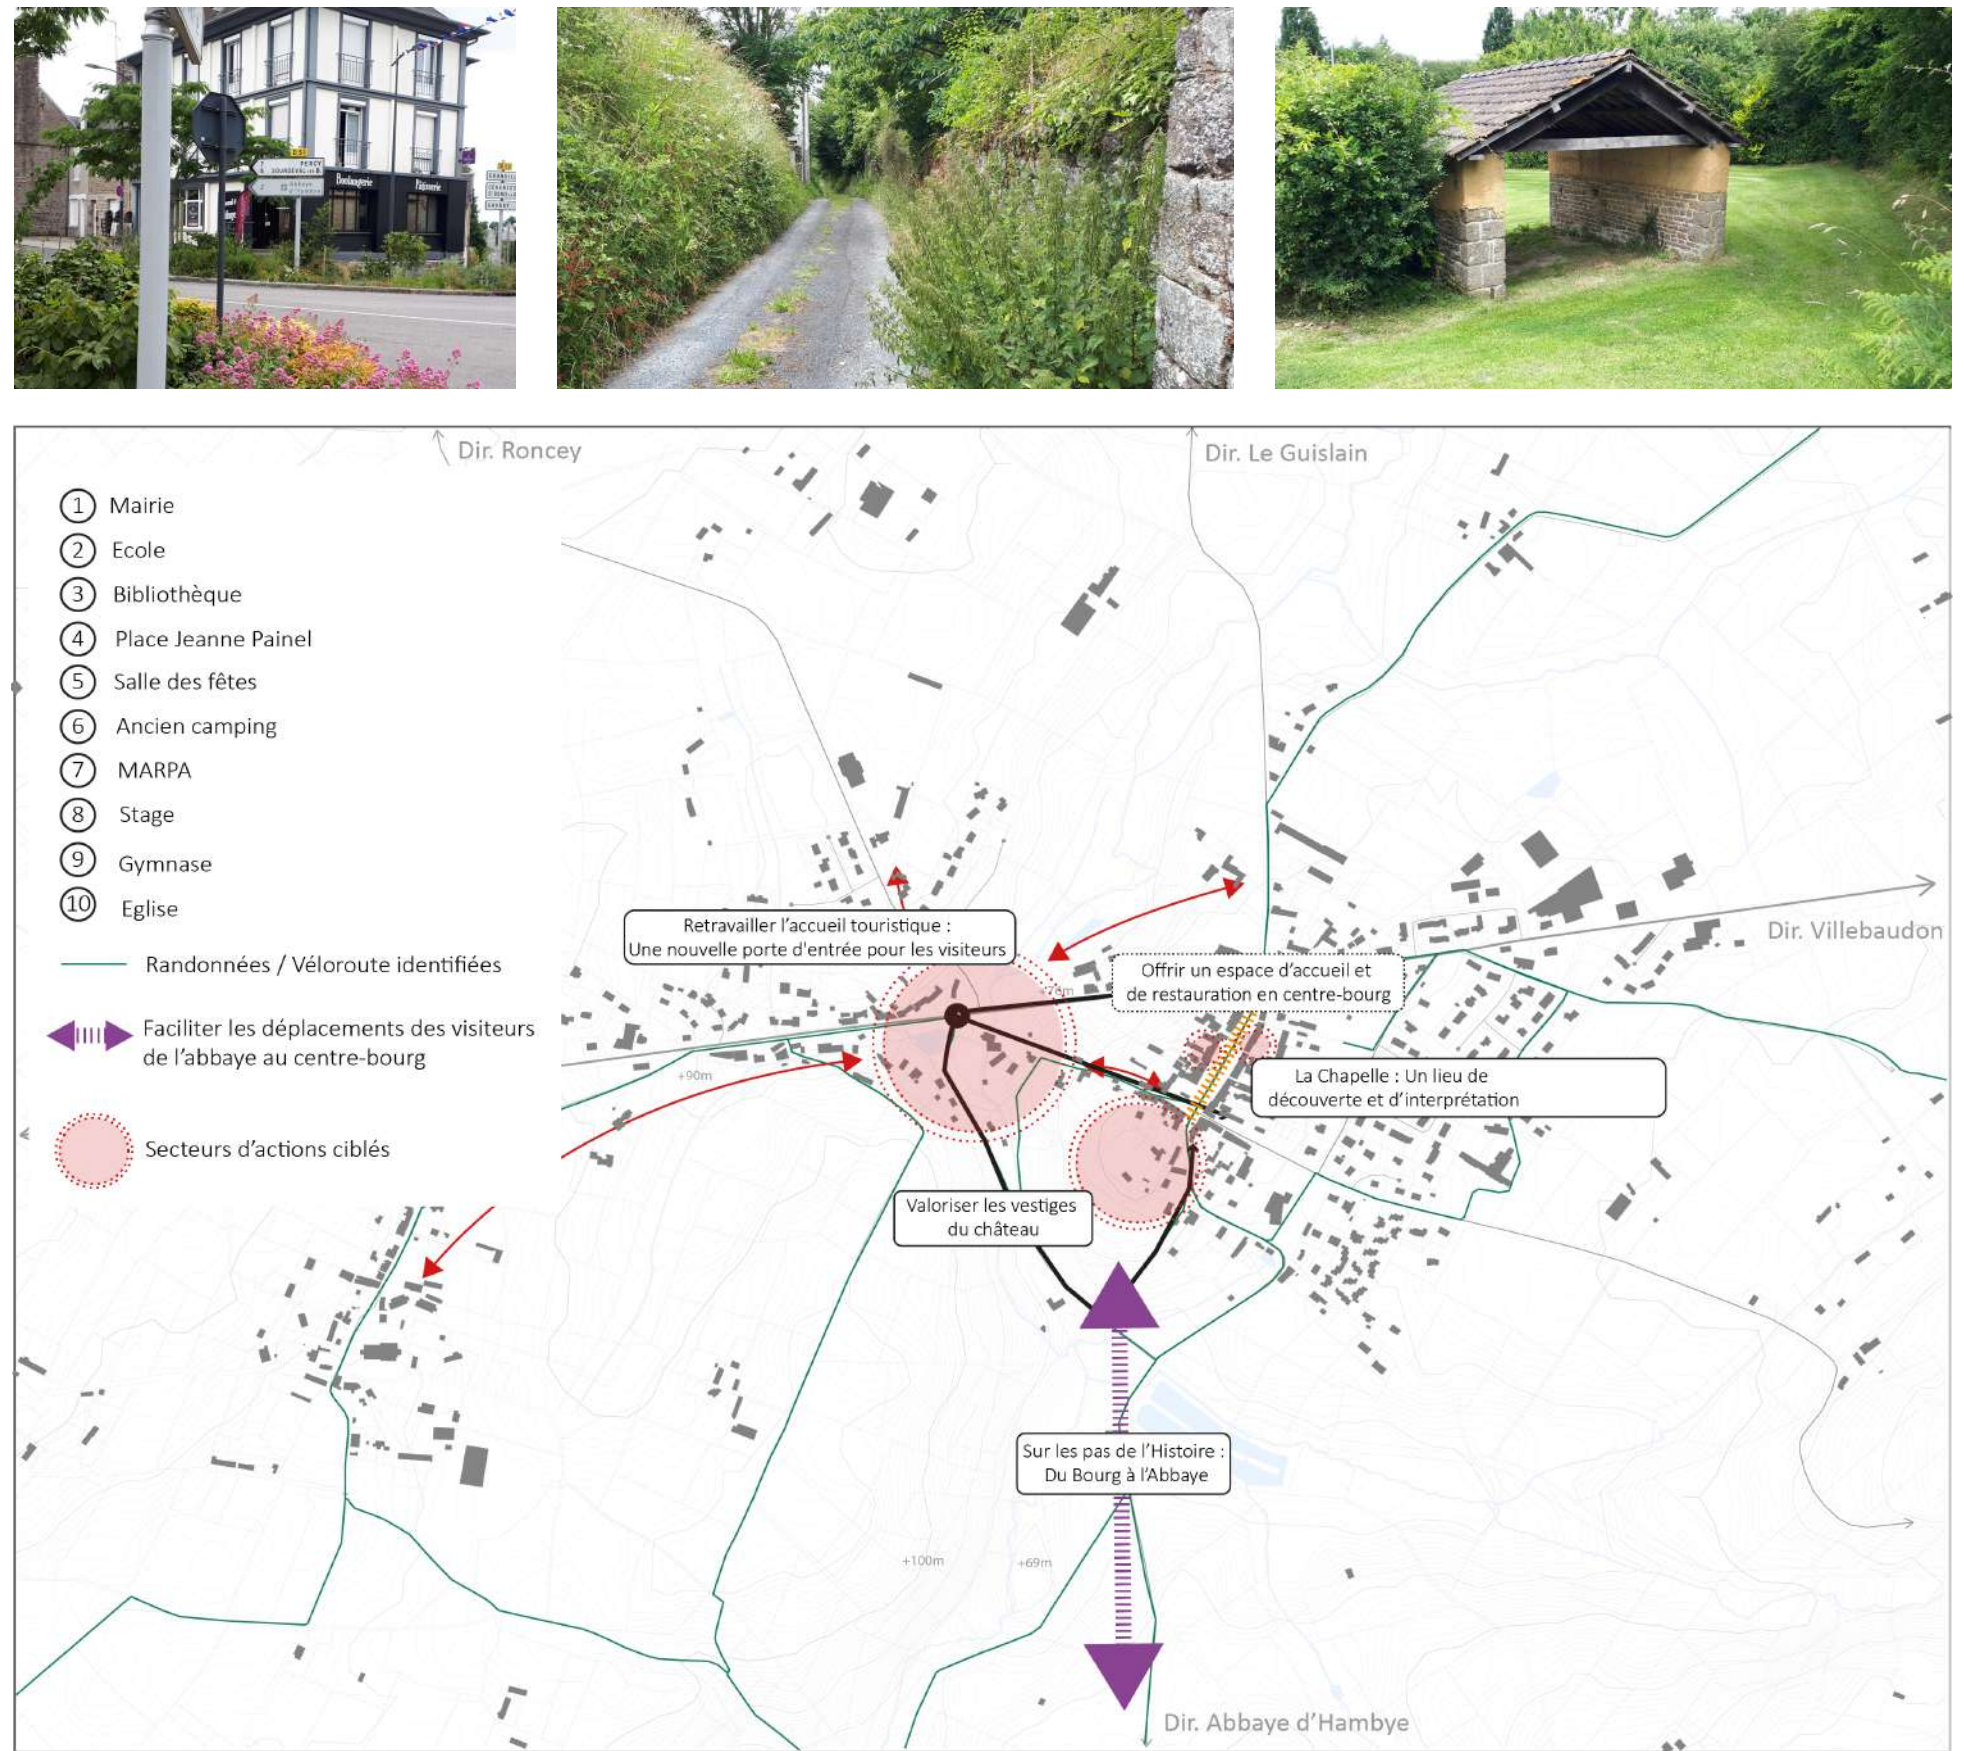 PERCY
Abbaye
Boulangerie
Pâtisserie
Dir. Roncey
Dir. Le Guislain
1 Mairie
2 Ecole
3 Bibliothèque
4 Place Jeanne Painel
5 Salle des fêtes
6 Ancien camping
7 MARPA
8 Stage
9 Gymnase
10 Eglise
Randonnées / Véloroute identifiées
Faciliter les déplacements des visiteurs
de l'abbaye au centre-bourg
Secteurs d'actions ciblés
Retravailler l'accueil touristique :
Une nouvelle porte d'entrée pour les visiteurs
Dir. Villebaudon
Offrir un espace d'accueil et
de restauration en centre-bourg
+90m
La Chapelle : Un lieu de
découverte et d'interprétation
Valoriser les vestiges
du château
Sur les pas de l'Histoire :
Du Bourg à l'Abbaye
+100m
+69m
Dir. Abbaye d'Hambye